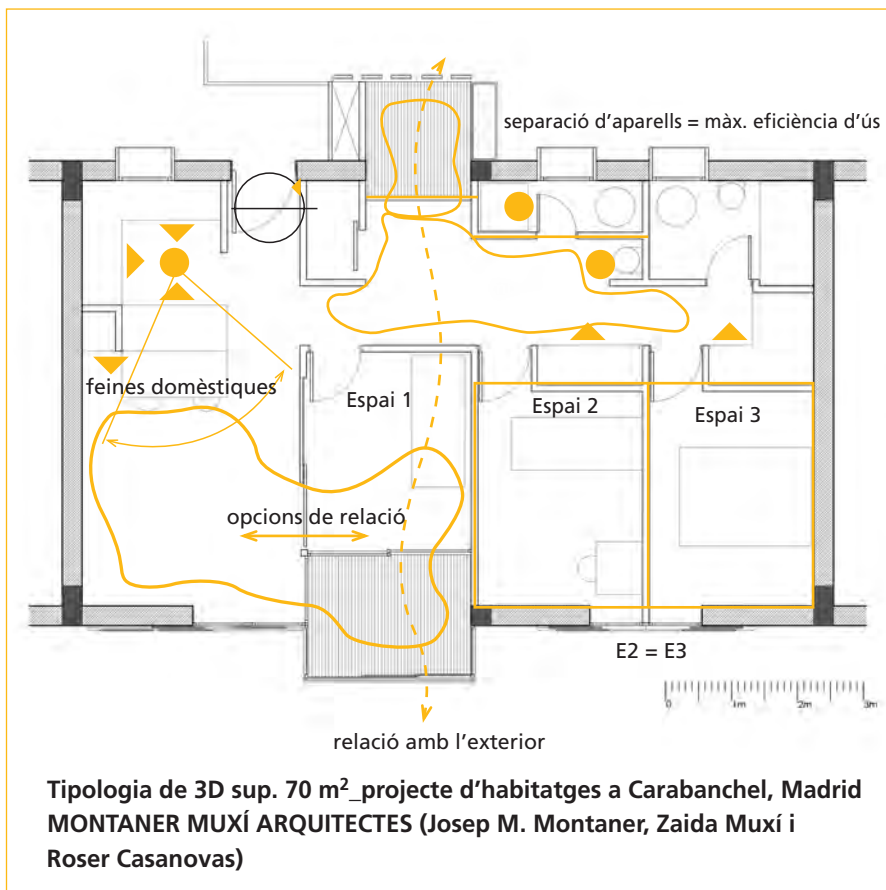 separació d'aparells = màx. eficiència d'ús
feines domèstiques
Espai 1
Espai 2
Espai 3
opcions de relació
E2 = E3
0 1m 2m 3m
relació amb l'exterior
Tipologia de 3D sup. 70 m²_projecte d'habitatges a Carabanchel, Madrid
MONTANER MUXÍ ARQUITECTES (Josep M. Montaner, Zaida Muxí i
Roser Casanovas)